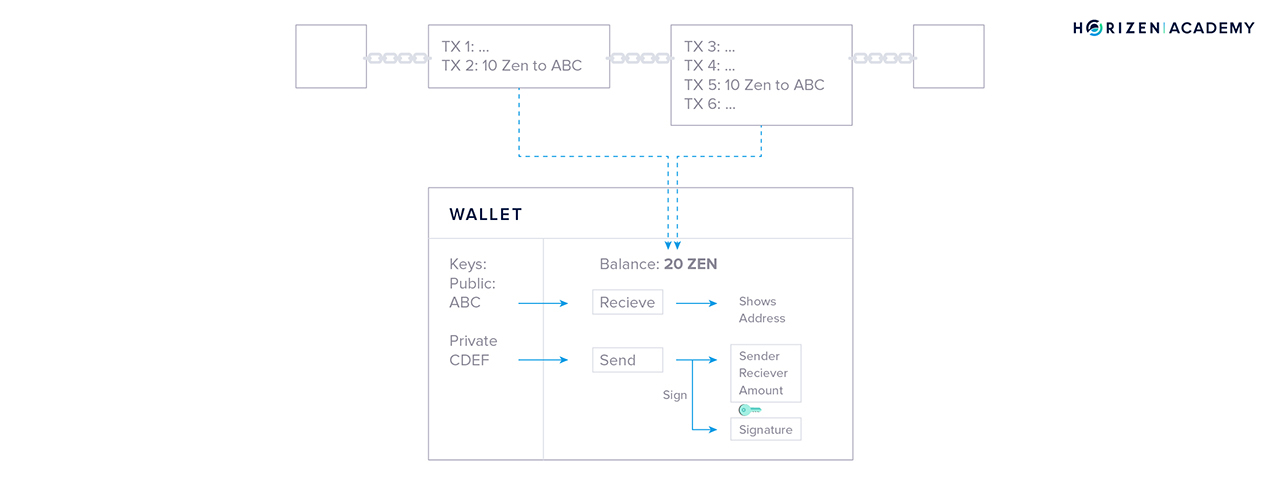 HORIZEN|ACADEMY
TX 1: ...
TX 2: 10 Zen to ABC
TX 3: ...
TX 4: ...
TX 5: 10 Zen to ABC
TX 6: ...
WALLET
Keys:
Public:
ABC
Private
CDEF
Balance: 20 ZEN
Recieve
Shows
Address
Send
Sign
Sender
Reciever
Amount
Signature